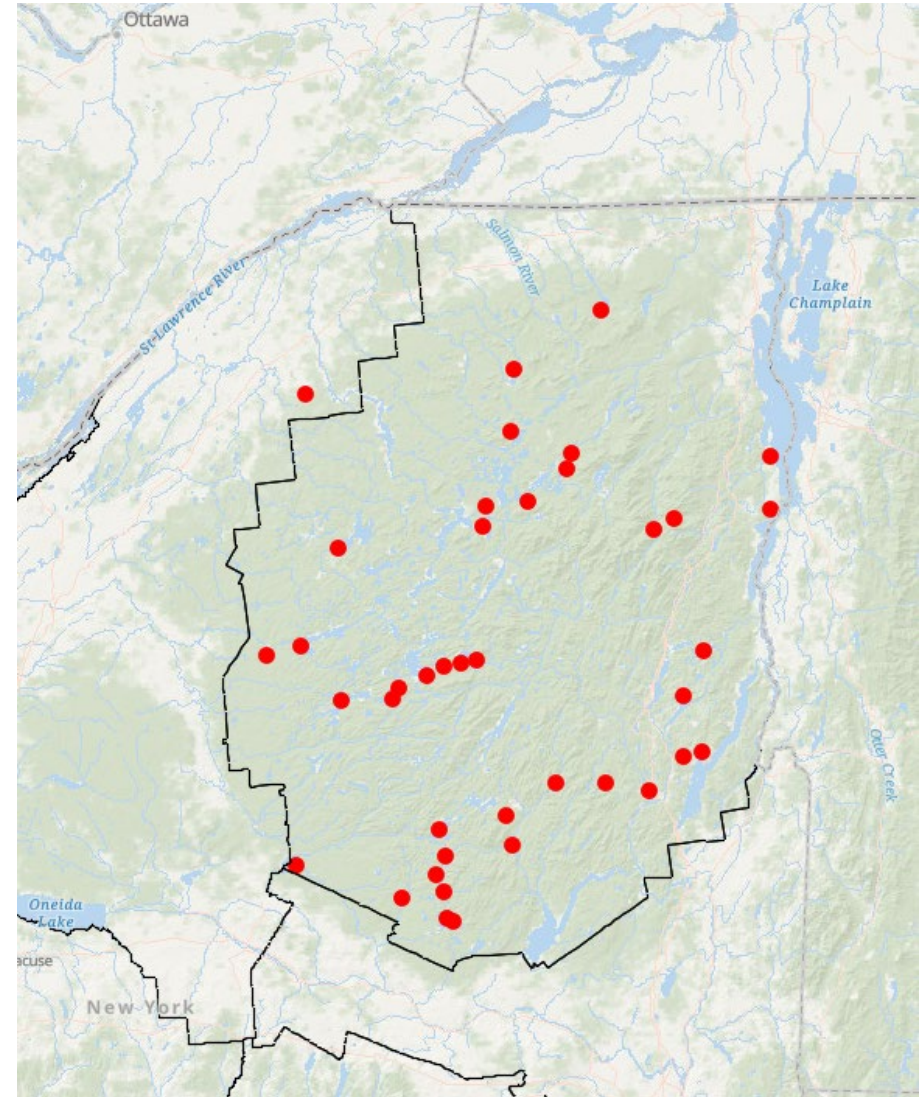 Ottawa
St-Lawrence River
Salmon River
Lake
Champlain
Otter Creek
Oneida
Lake
acuse
New York